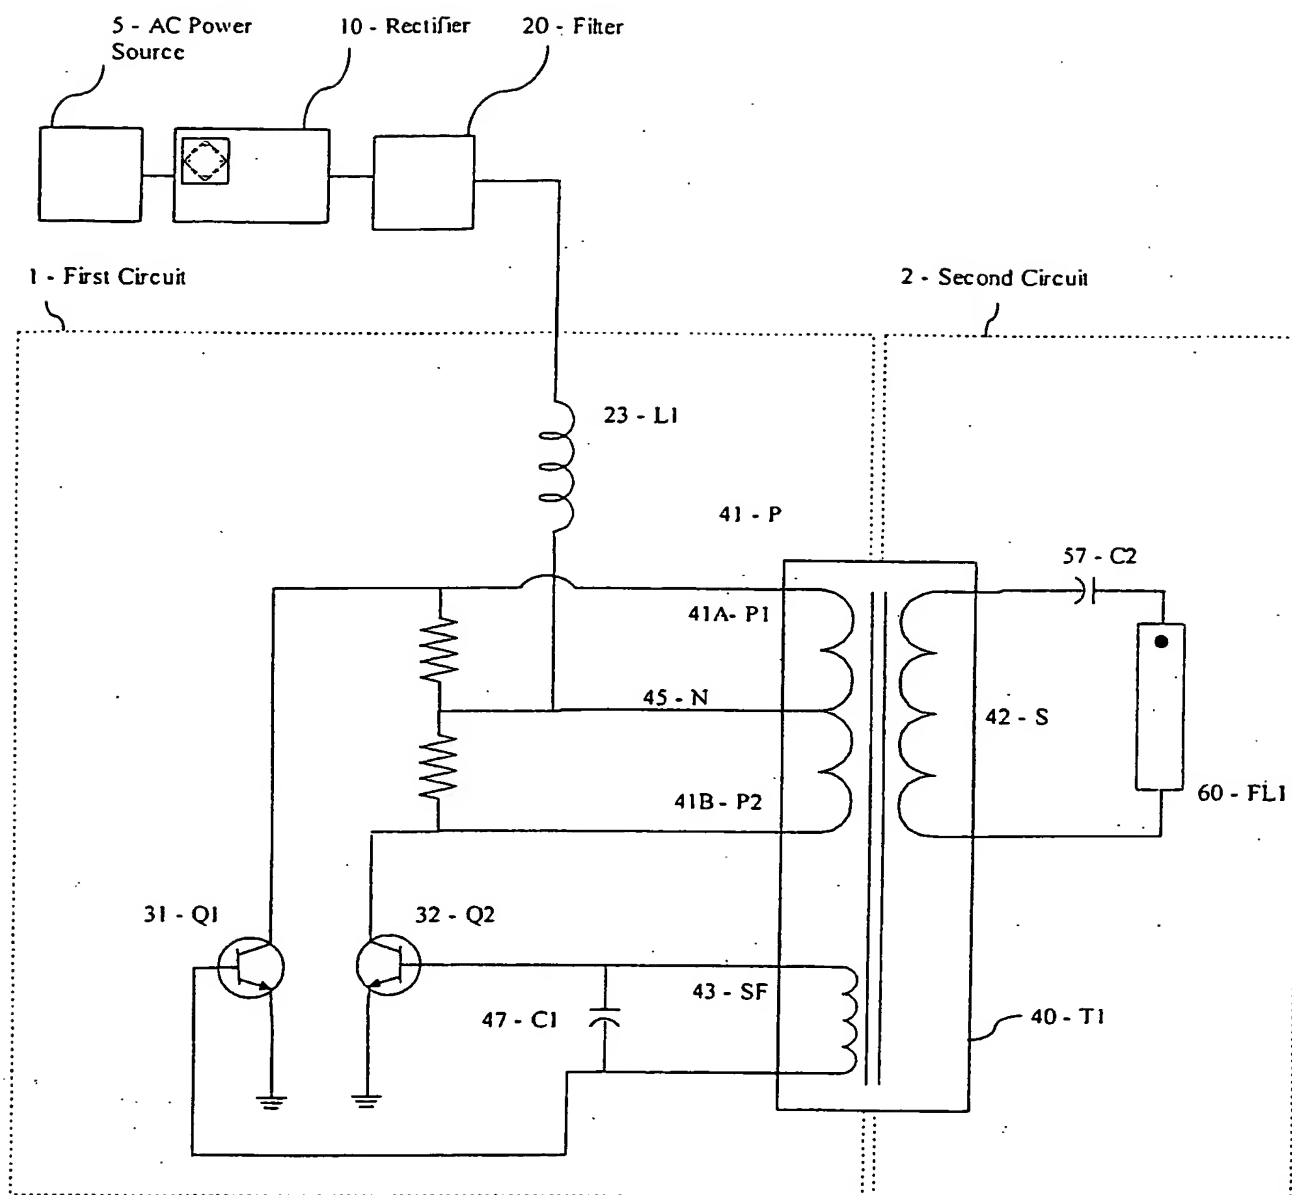 5 - AC Power
Source
10 - Rectifier
20 - Filter
1 - First Circuit
2 - Second Circuit
23 - L1
41 - P
57 - C2
41A- P1
45 - N
42 - S
41B - P2
60 - FL1
31 - Q1
32 - Q2
43 - SF
47 - C1
40 - T1